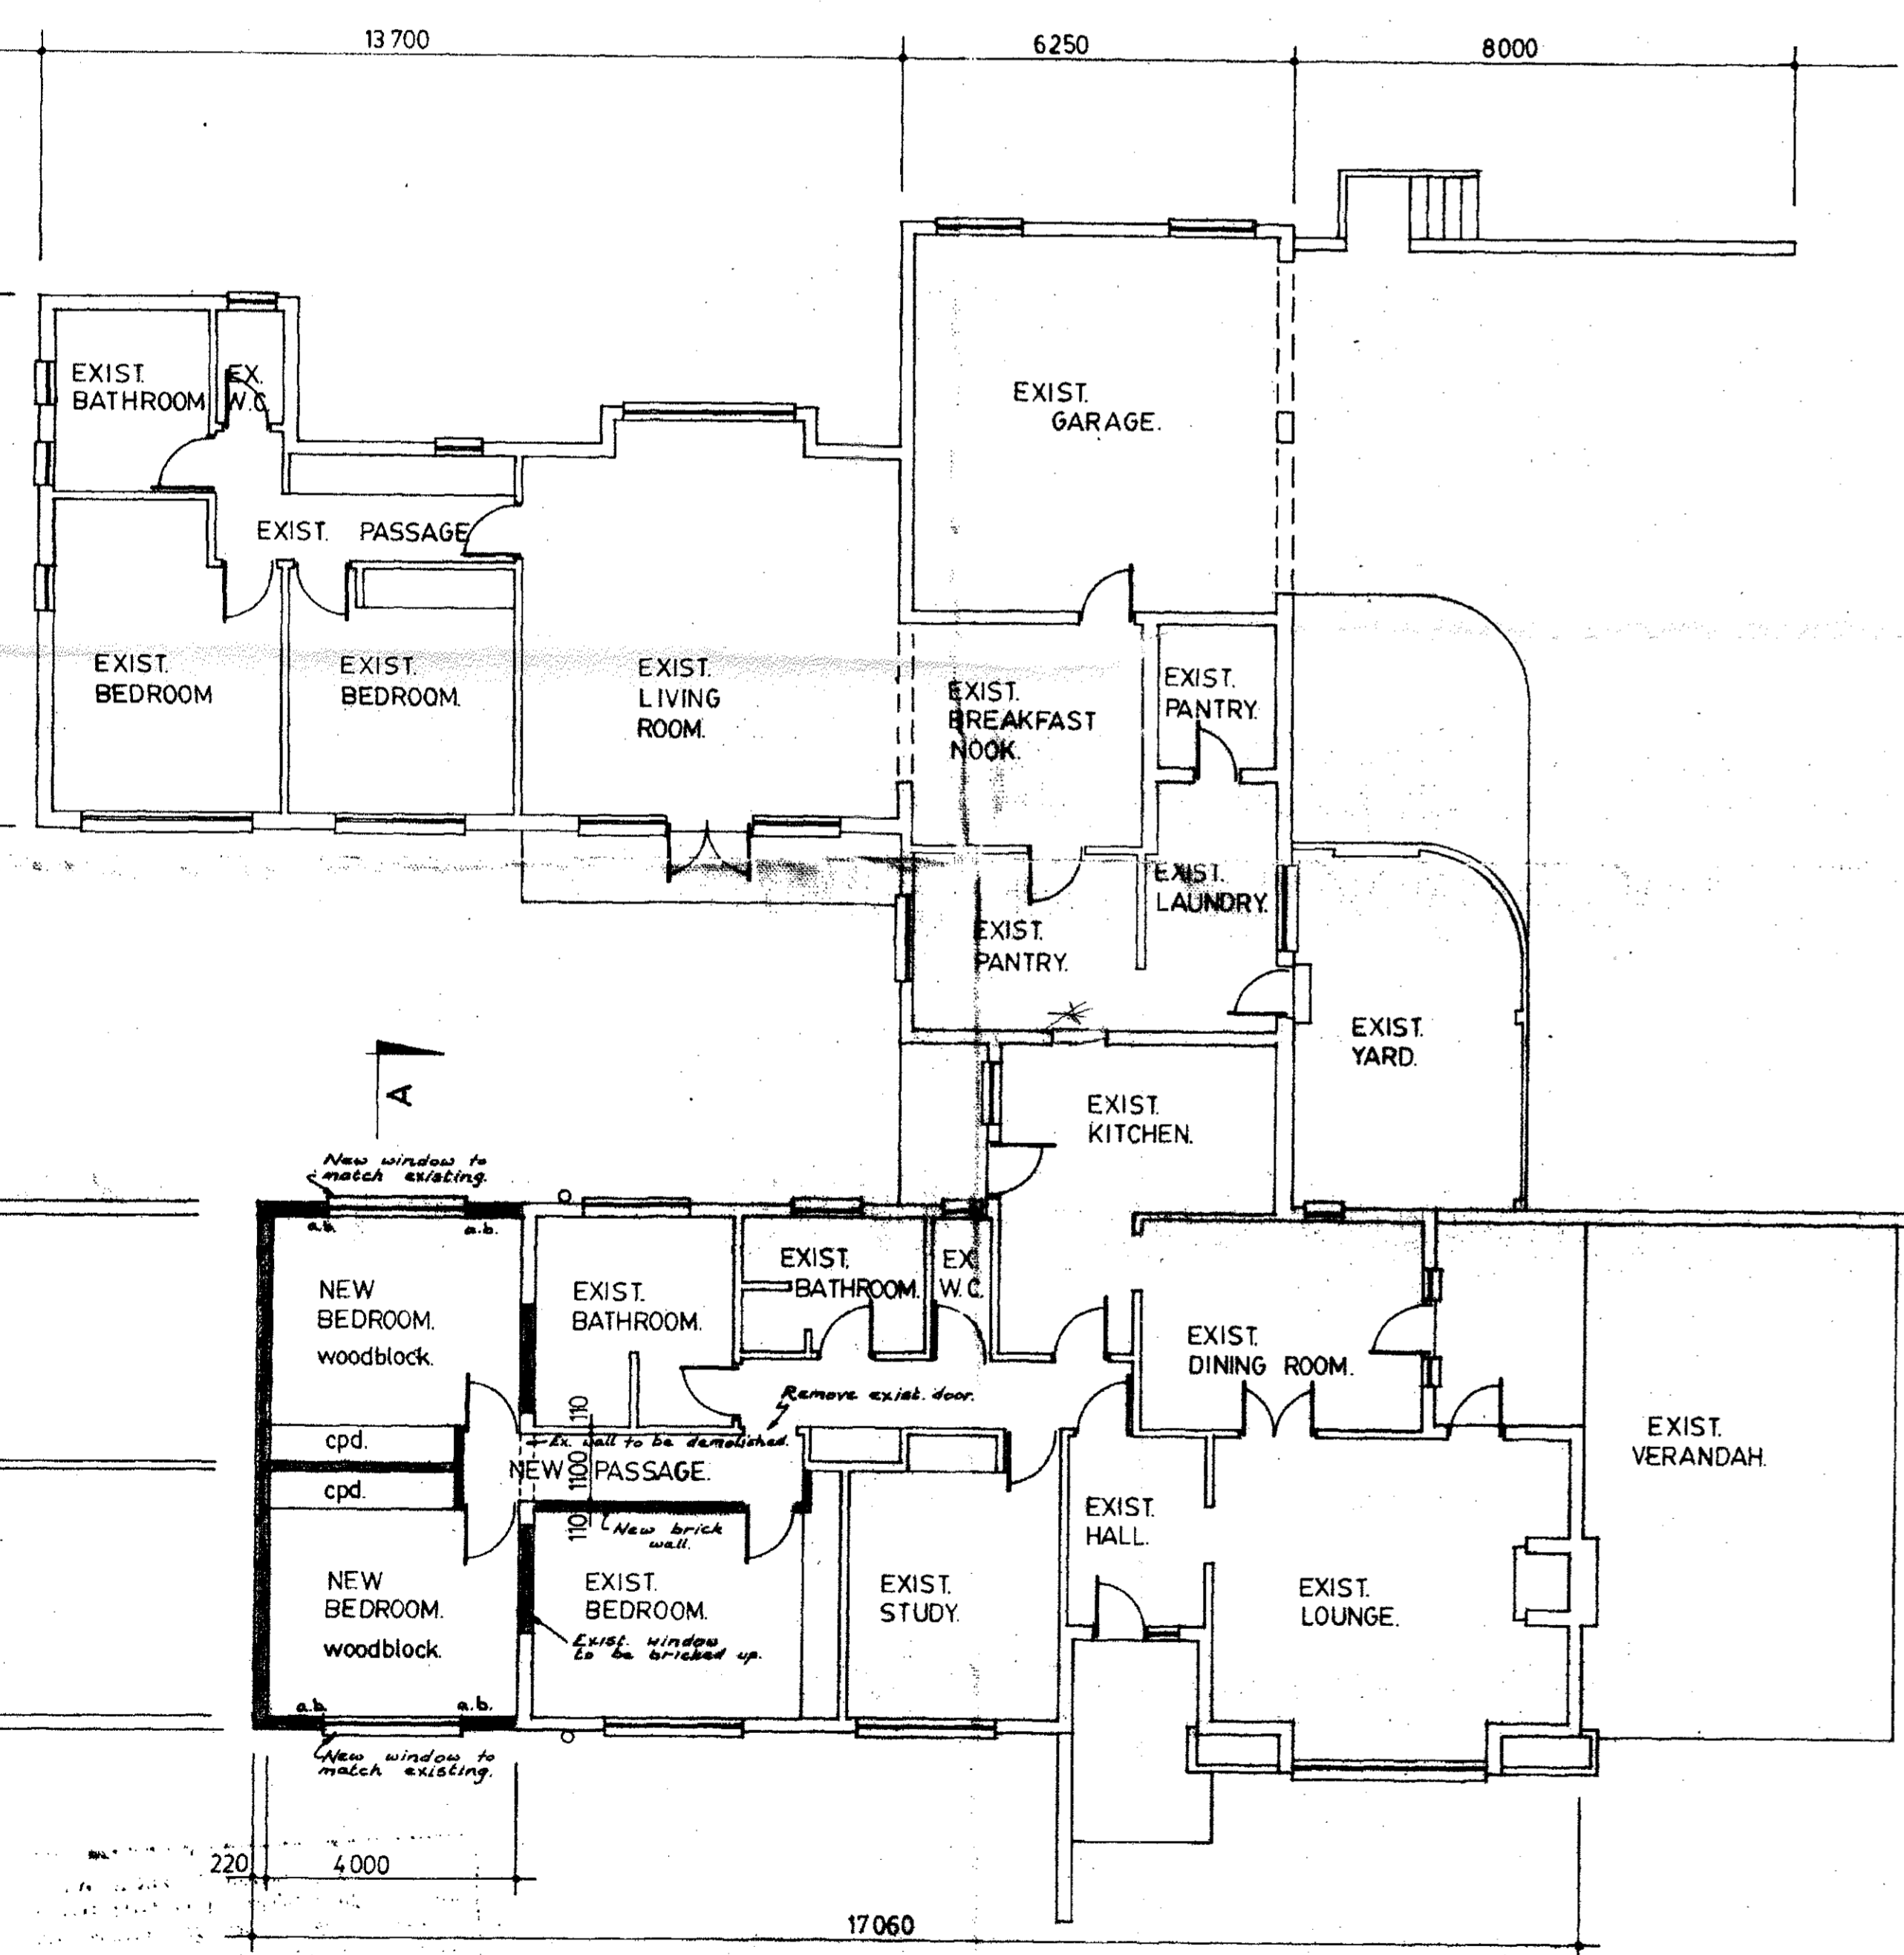 13 700
6250
8000
EXIST.
BATHROOM
EX.
W.C
EXIST.
GARAGE.
EXIST. PASSAGE
EXIST.
BEDROOM
EXIST.
BEDROOM.
EXIST.
LIVING
ROOM.
EXIST.
BREAKFAST
NOOK.
EXIST.
PANTRY.
EXIST.
LAUNDRY.
EXIST.
PANTRY.
EXIST.
YARD.
A
EXIST.
KITCHEN.
New window to
match existing.
a.b.
a.b.
NEW
BEDROOM.
woodblock.
EXIST.
BATHROOM.
EXIST.
BATHROOM.
EX
W.C.
EXIST.
DINING ROOM.
Remove exist. door.
110
cpd.
Ex. wall to be demolished.
NEW PASSAGE.
1100
cpd.
110
New brick
wall.
EXIST.
HALL.
EXIST.
VERANDAH.
NEW
BEDROOM.
woodblock.
EXIST.
BEDROOM.
Exist. window
to be bricked up.
EXIST.
STUDY.
EXIST.
LOUNGE.
a.b.
a.b.
New window to
match existing.
220
4000
17060